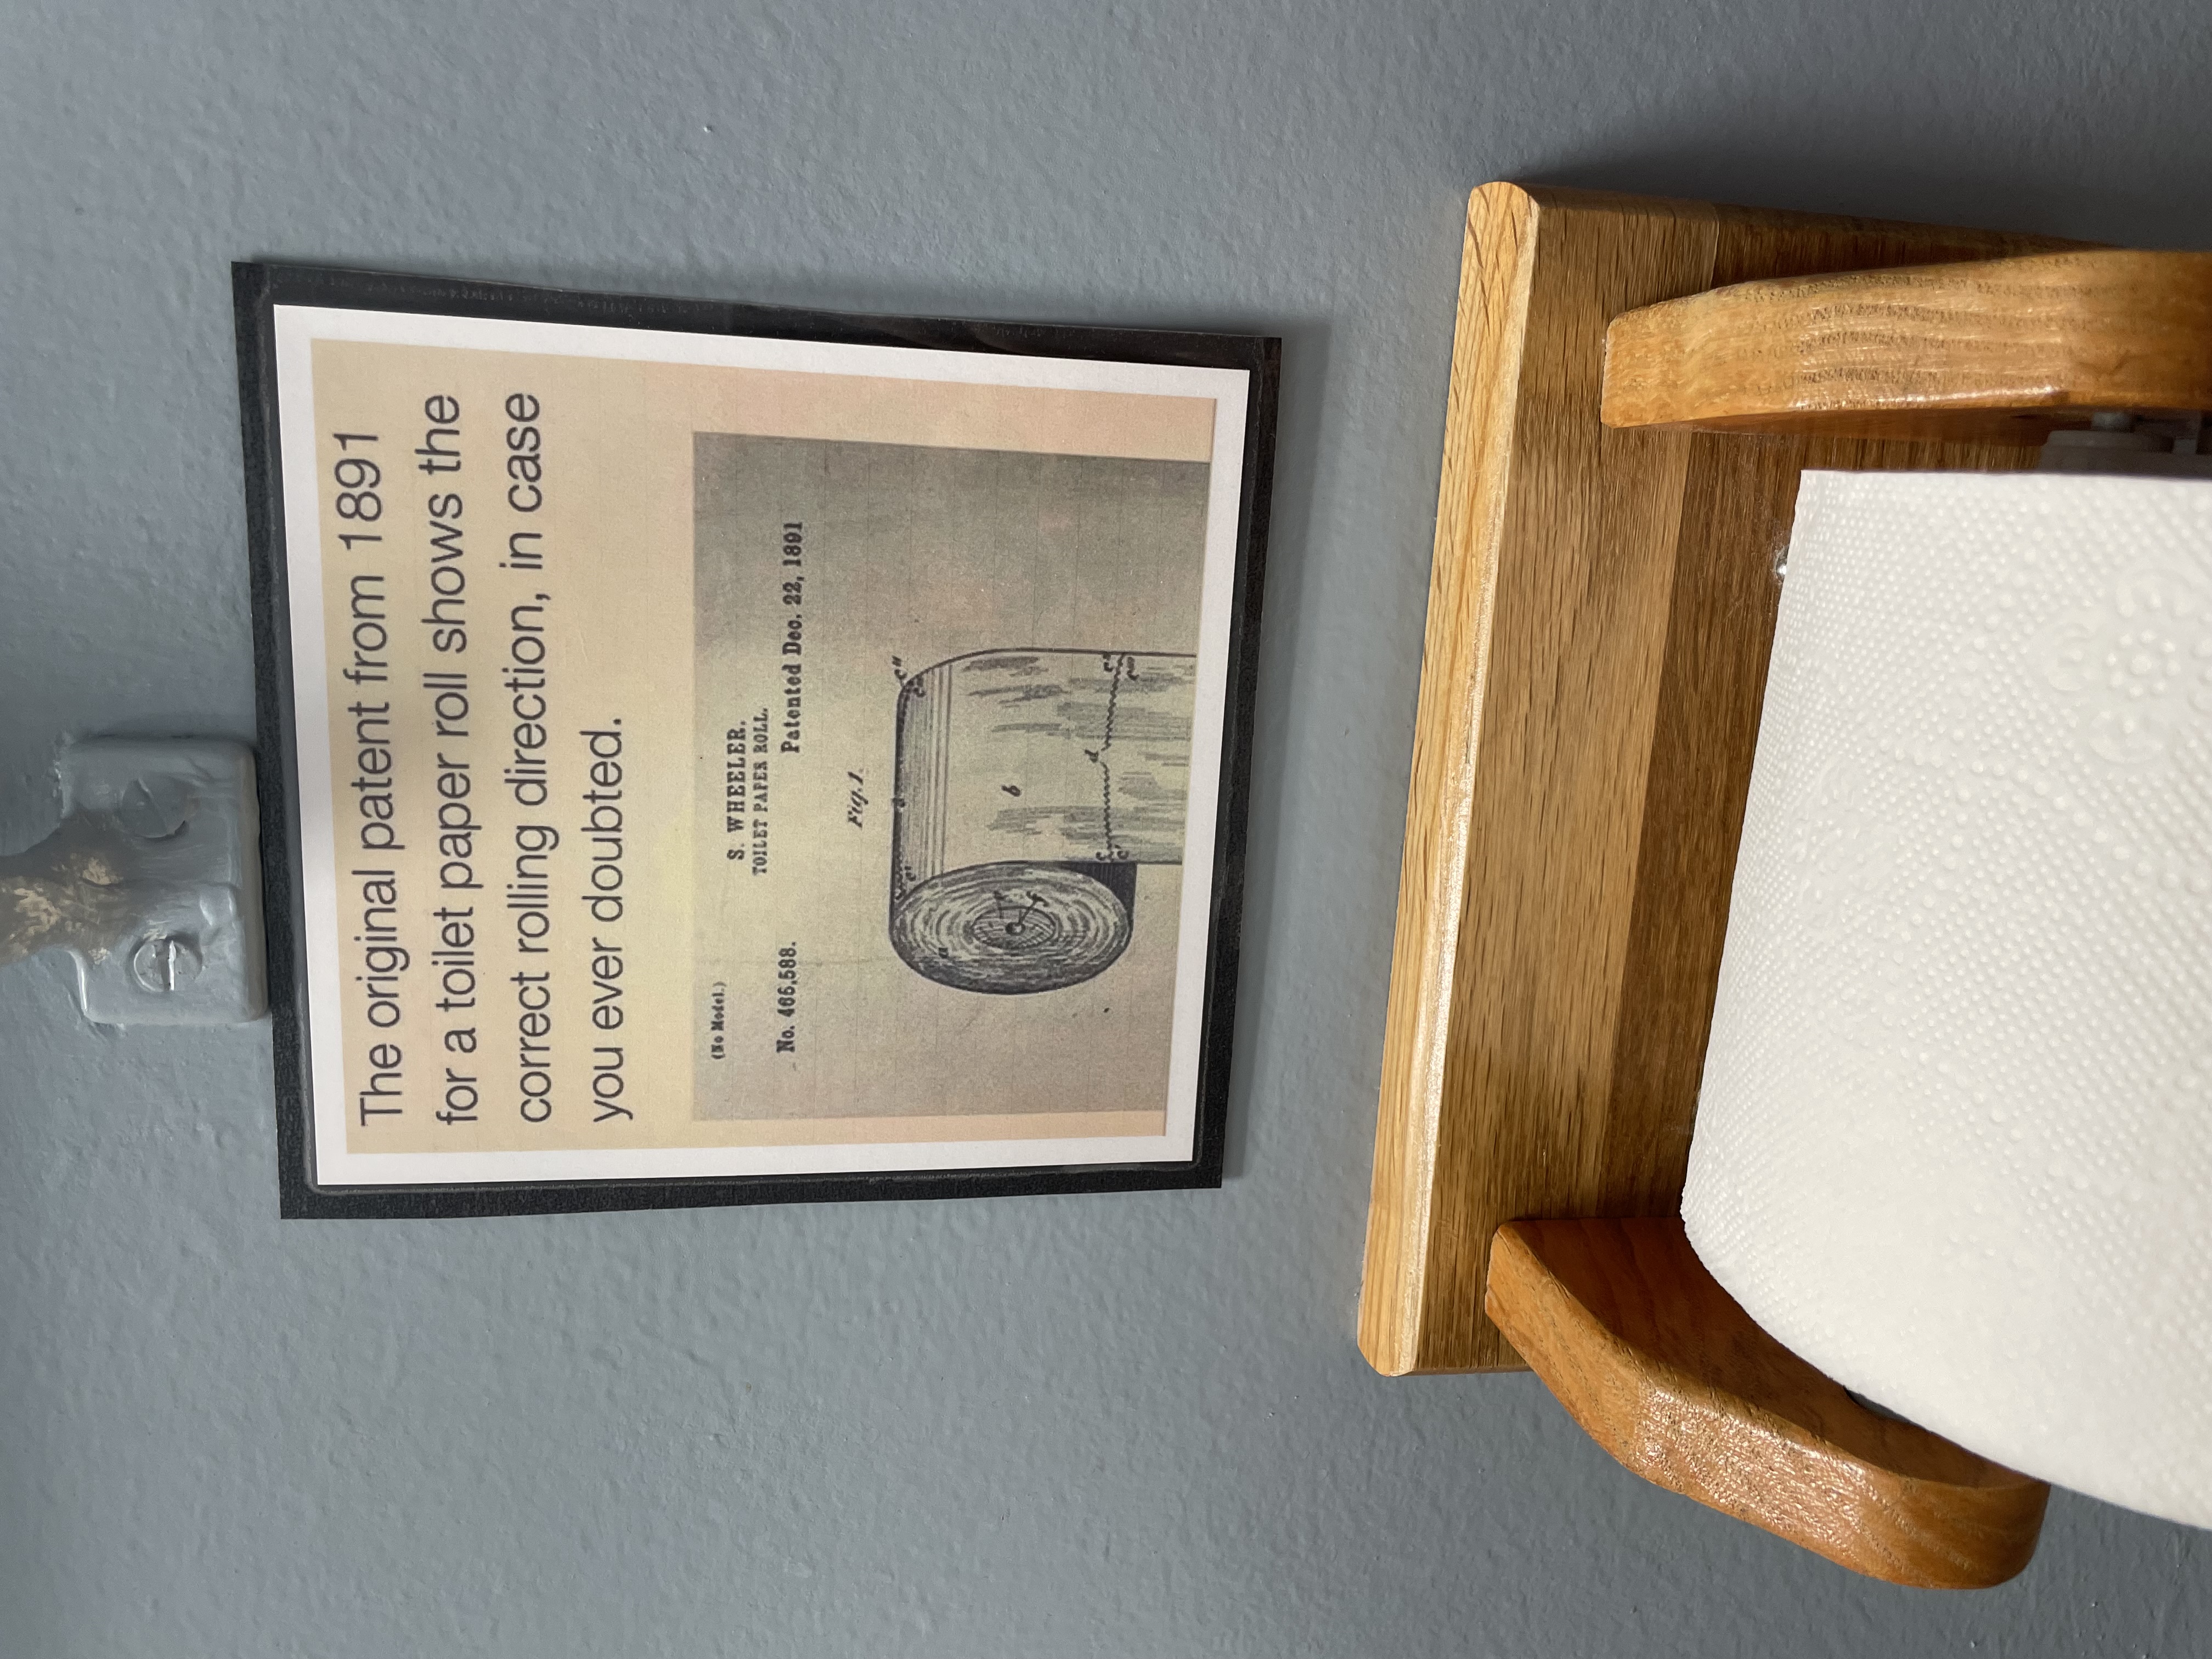 The original patent from 1891
for a toilet paper roll shows the
correct rolling direction, in case
you ever doubted.
(No Model.)
S. WHEELER.
TOILET PAPER ROLL.
No. 465,588.
Patented Dec. 22, 1891
Fig.1.
a
b
d